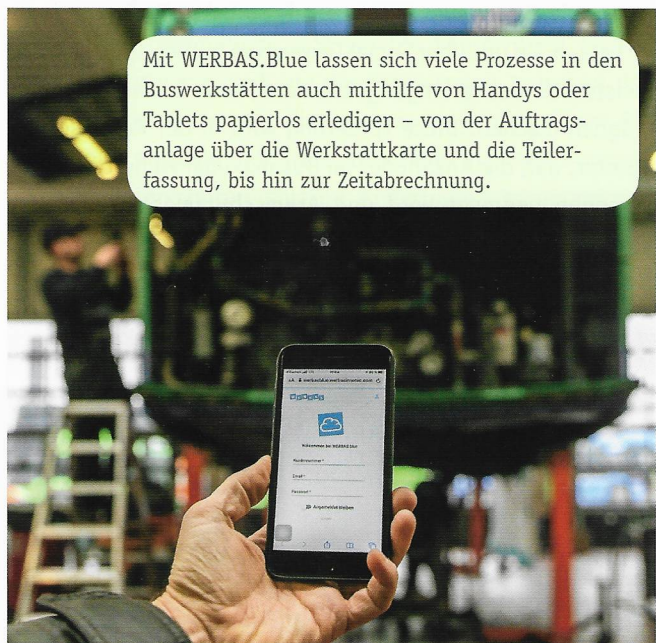 Mit WERBAS.Blue lassen sich viele Prozesse in den
Buswerkstätten auch mithilfe von Handys oder
Tablets papierlos erledigen – von der Auftrags-
anlage über die Werkstattkarte und die Teiler-
fassung, bis hin zur Zeitabrechnung.
Willkommen bei WERBAS.Blue
Kundennummer*
Email*
Passwort*
Angemeldet bleiben